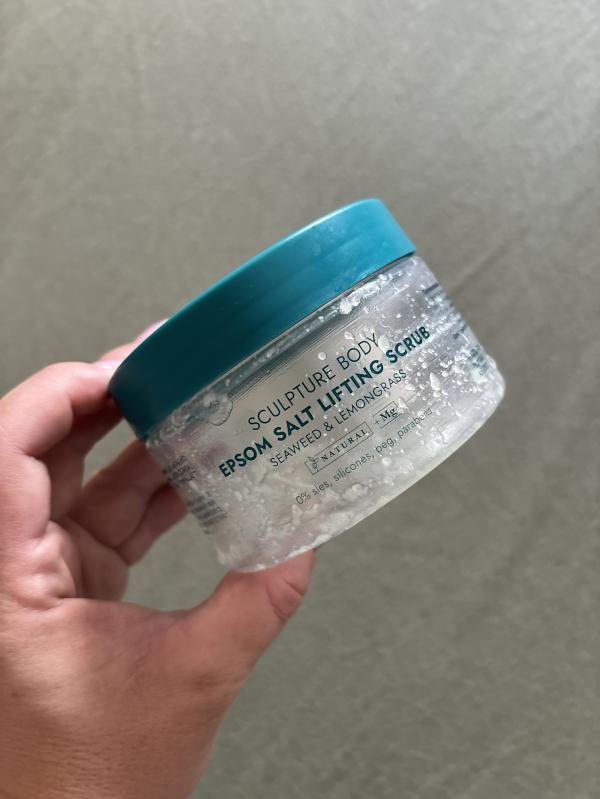 SCULPTURE BODY
EPSOM SALT LIFTING SCRUB
SEAWEED & LEMONGRASS
NATURAL +Mg
0% sles, silicones, peg, parabens